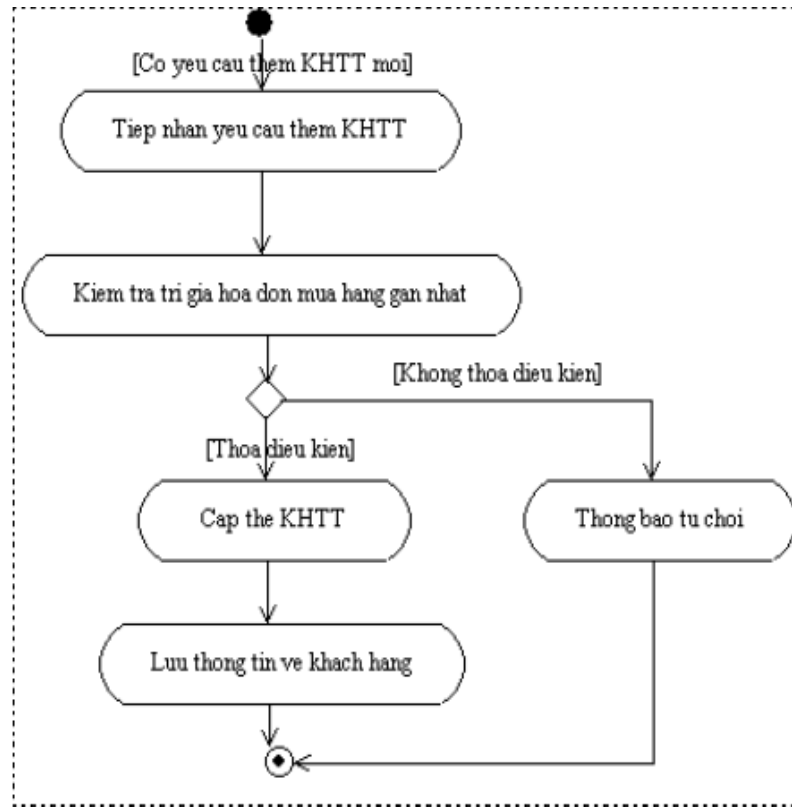 [Co yeu cau them KHTT moi]
Tiep nhan yeu cau them KHTT
Kiem tra tri gia hoa don mua hang gan nhat
[Khong thoa dieu kien]
[Thoa dieu kien]
Cap the KHTT
Thong bao tu choi
Luu thong tin ve khach hang